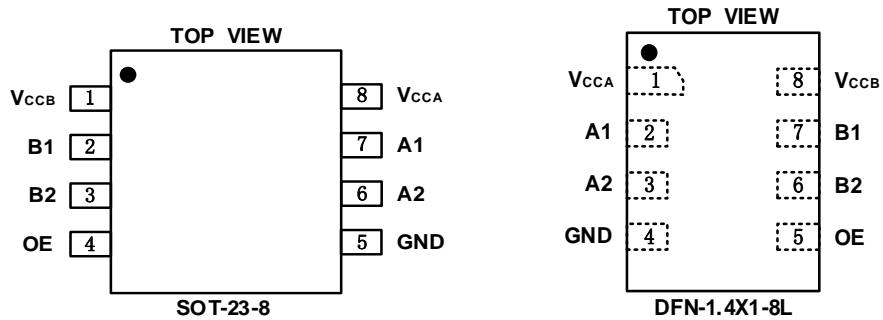 TOP VIEW
VCCB 1 8 VCCA
B1 2 7 A1
B2 3 6 A2
OE 4 5 GND
SOT-23-8
TOP VIEW
VCCA 1 8 VCCB
A1 2 7 B1
A2 3 6 B2
GND 4 5 OE
DFN-1.4X1-8L